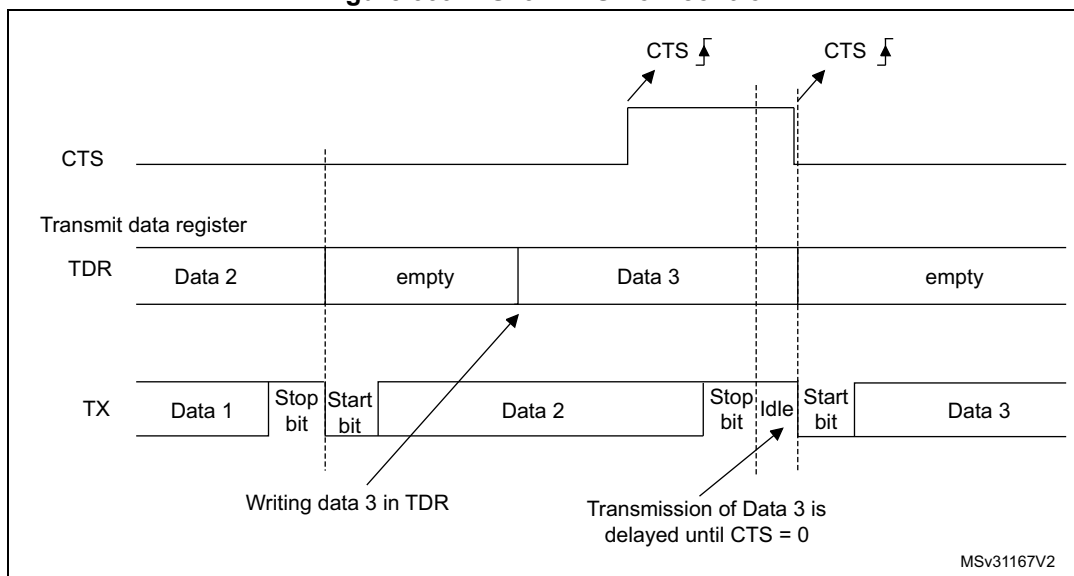 CTS CTS
CTS
Transmit data register
TDR Data 2 empty Data 3 empty
TX Data 1 Stop bit Start bit Data 2 Stop bit Idle Start bit Data 3
Writing data 3 in TDR
Transmission of Data 3 is
delayed until CTS = 0
MSv31167V2